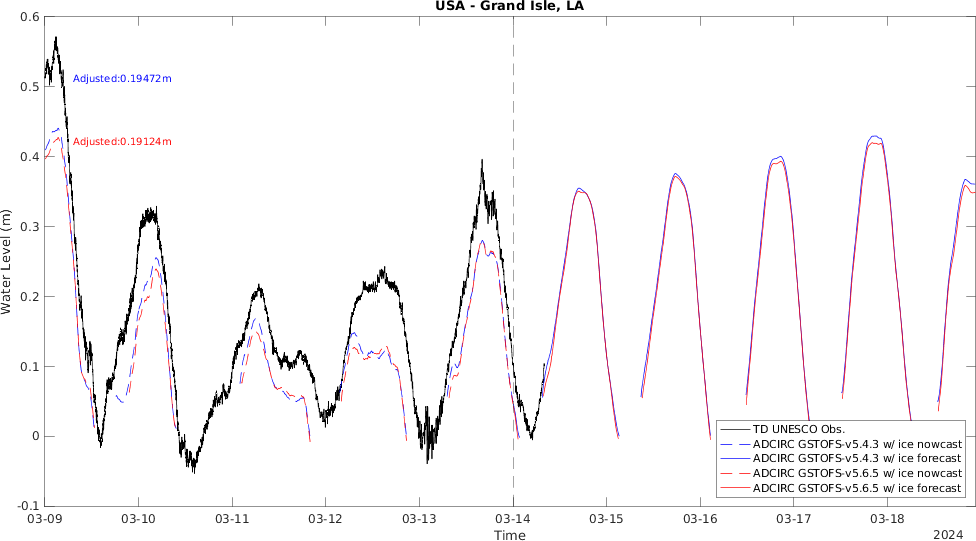 USA - Grand Isle, LA
0.6
0.5
0.4
0.3
0.2
0.1
0
-0.1
Water Level (m)
Adjusted:0.19472m
Adjusted:0.19124m
TD UNESCO Obs.
ADCIRC GSTOFS-v5.4.3 w/ ice nowcast
ADCIRC GSTOFS-v5.4.3 w/ ice forecast
ADCIRC GSTOFS-v5.6.5 w/ ice nowcast
ADCIRC GSTOFS-v5.6.5 w/ ice forecast
03-09 03-10 03-11 03-12 03-13 03-14 03-15 03-16 03-17 03-18
Time
2024